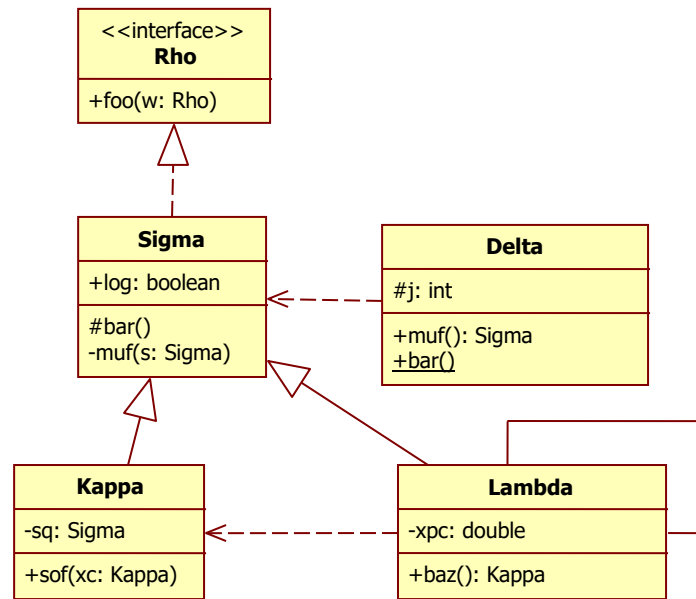 <<interface>>
Rho
+foo(w: Rho)
Sigma
+log: boolean
#bar()
-muf(s: Sigma)
Delta
#j: int
+muf(): Sigma
+bar()
Kappa
-sq: Sigma
+sof(xc: Kappa)
Lambda
-xpc: double
+baz(): Kappa